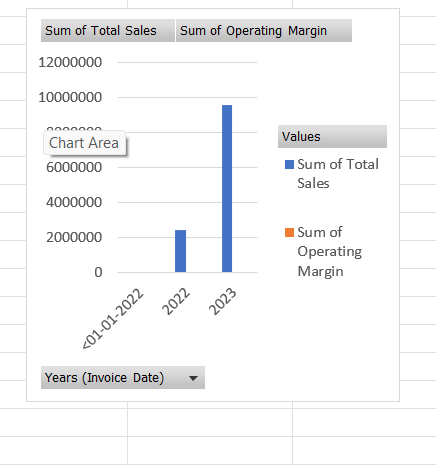 Sum of Total Sales
Sum of Operating Margin
12000000
10000000
Chart Area
6000000
4000000
2000000
0
<01-01-2022
2022
2023
Values
Sum of Total
Sales
Sum of
Operating
Margin
Years (Invoice Date)